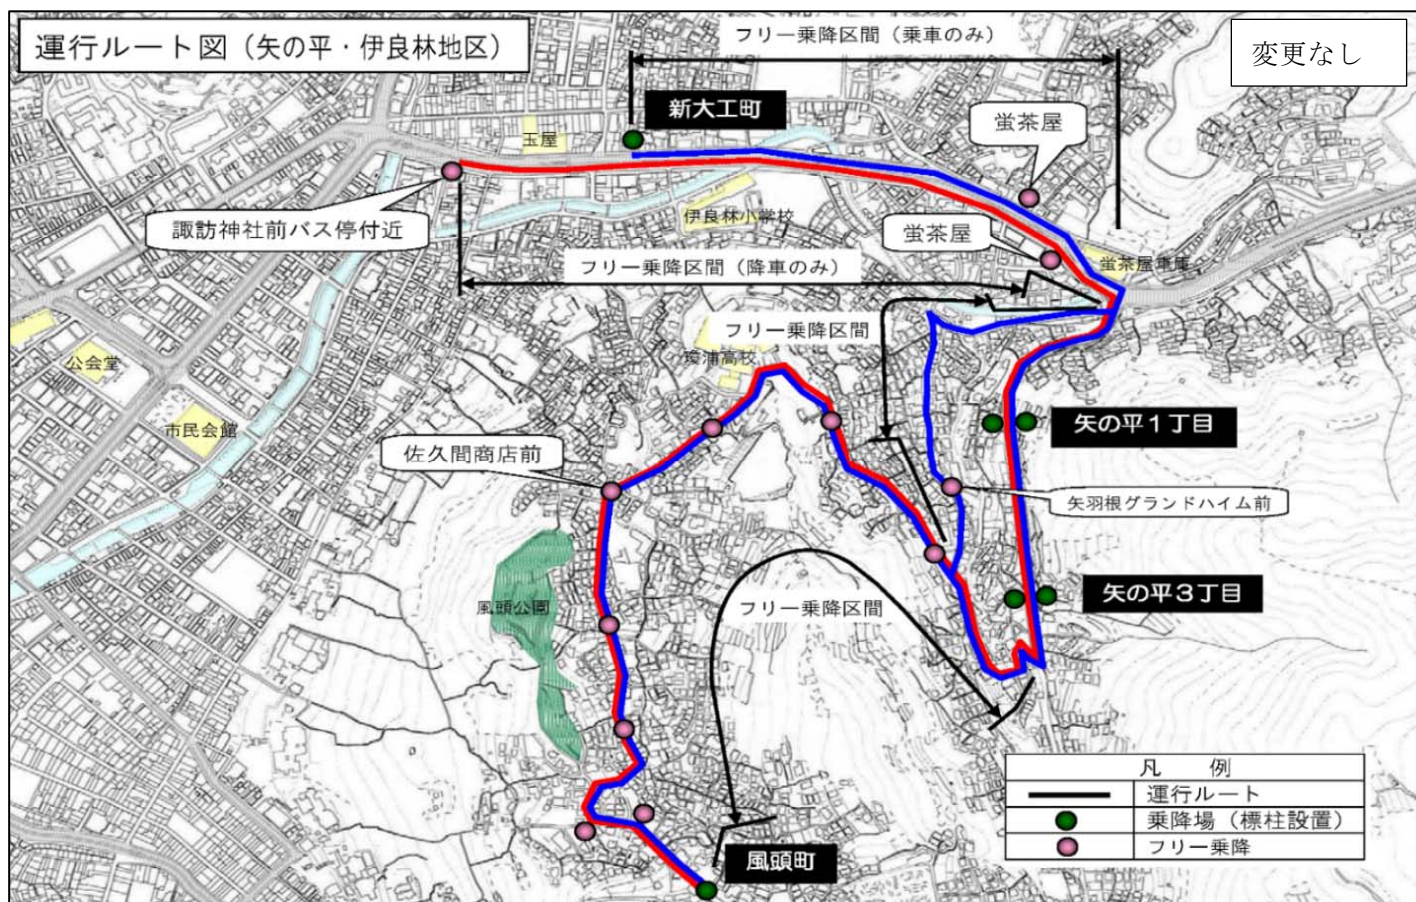 運行ルート図（矢の平・伊良林地区）
フリー乗降区間（乗車のみ）
変更なし
新大工町
蛍茶屋
玉屋
伊良林小学校
諏訪神社前バス停付近
蛍茶屋
蛍茶屋車庫
フリー乗降区間（降車のみ）
フリー乗降区間
瓊浦高校
公会堂
市民会館
矢の平１丁目
佐久間商店前
矢羽根グランドハイム前
矢の平３丁目
風頭公園
フリー乗降区間
凡　例
運行ルート
乗降場（標柱設置）
フリー乗降
風頭町